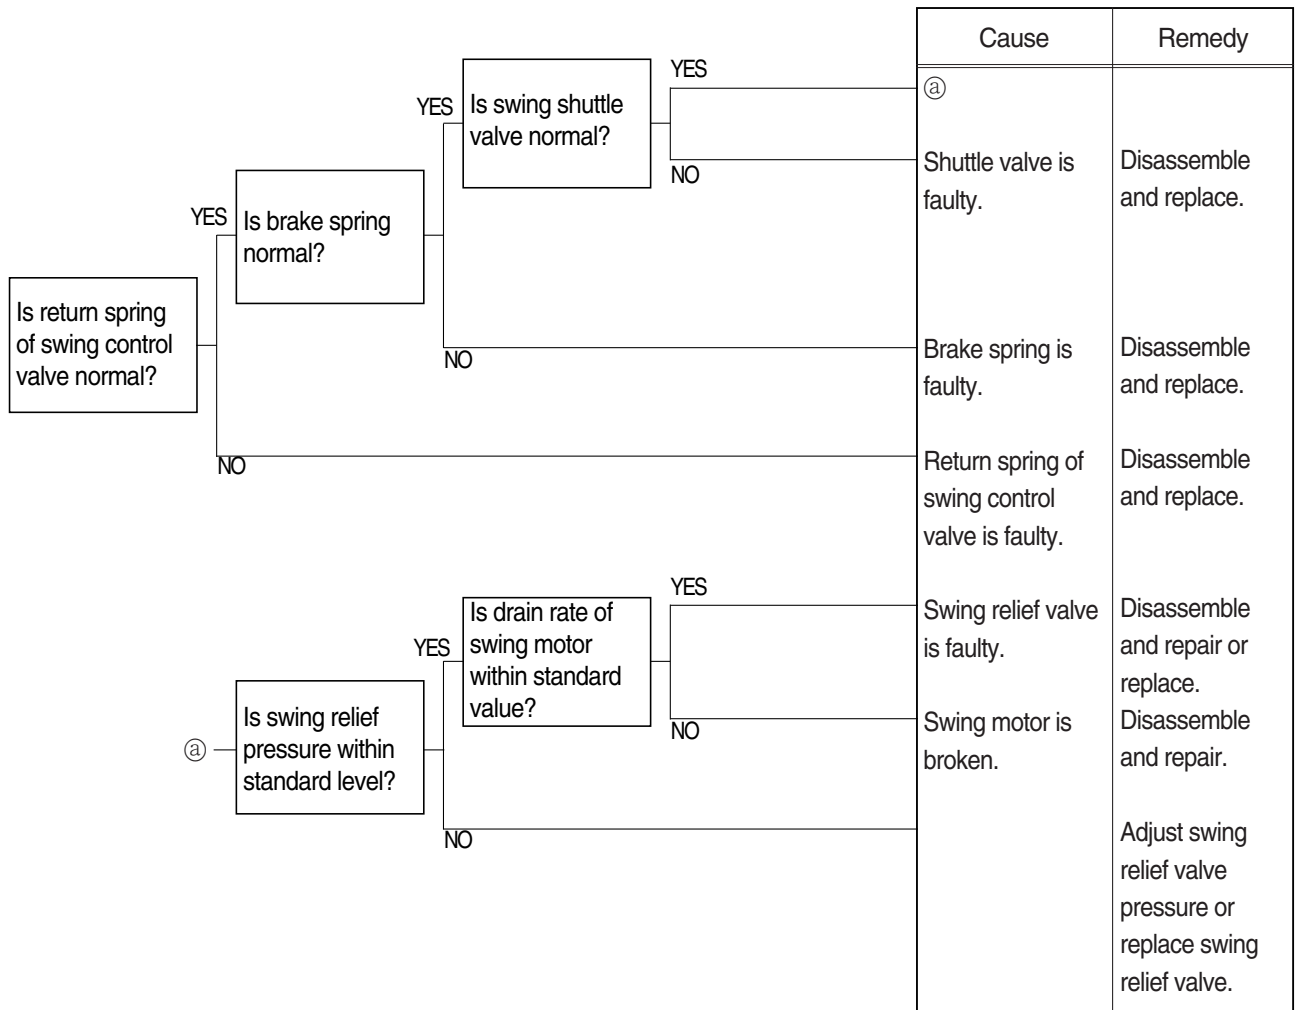 Cause Remedy
YES
ⓐ
YES
Is swing shuttle
valve normal?
NO
Shuttle valve is
faulty.
Disassemble
and replace.
YES
Is brake spring
normal?
Is return spring
of swing control
valve normal?
NO
Brake spring is
faulty.
Disassemble
and replace.
NO
Return spring of
swing control
valve is faulty.
Disassemble
and replace.
YES
Is drain rate of
swing motor
within standard
value?
YES
Swing relief valve
is faulty.
Disassemble
and repair or
replace.
ⓐ
Is swing relief
pressure within
standard level?
NO
Swing motor is
broken.
Disassemble
and repair.
NO
Adjust swing
relief valve
pressure or
replace swing
relief valve.